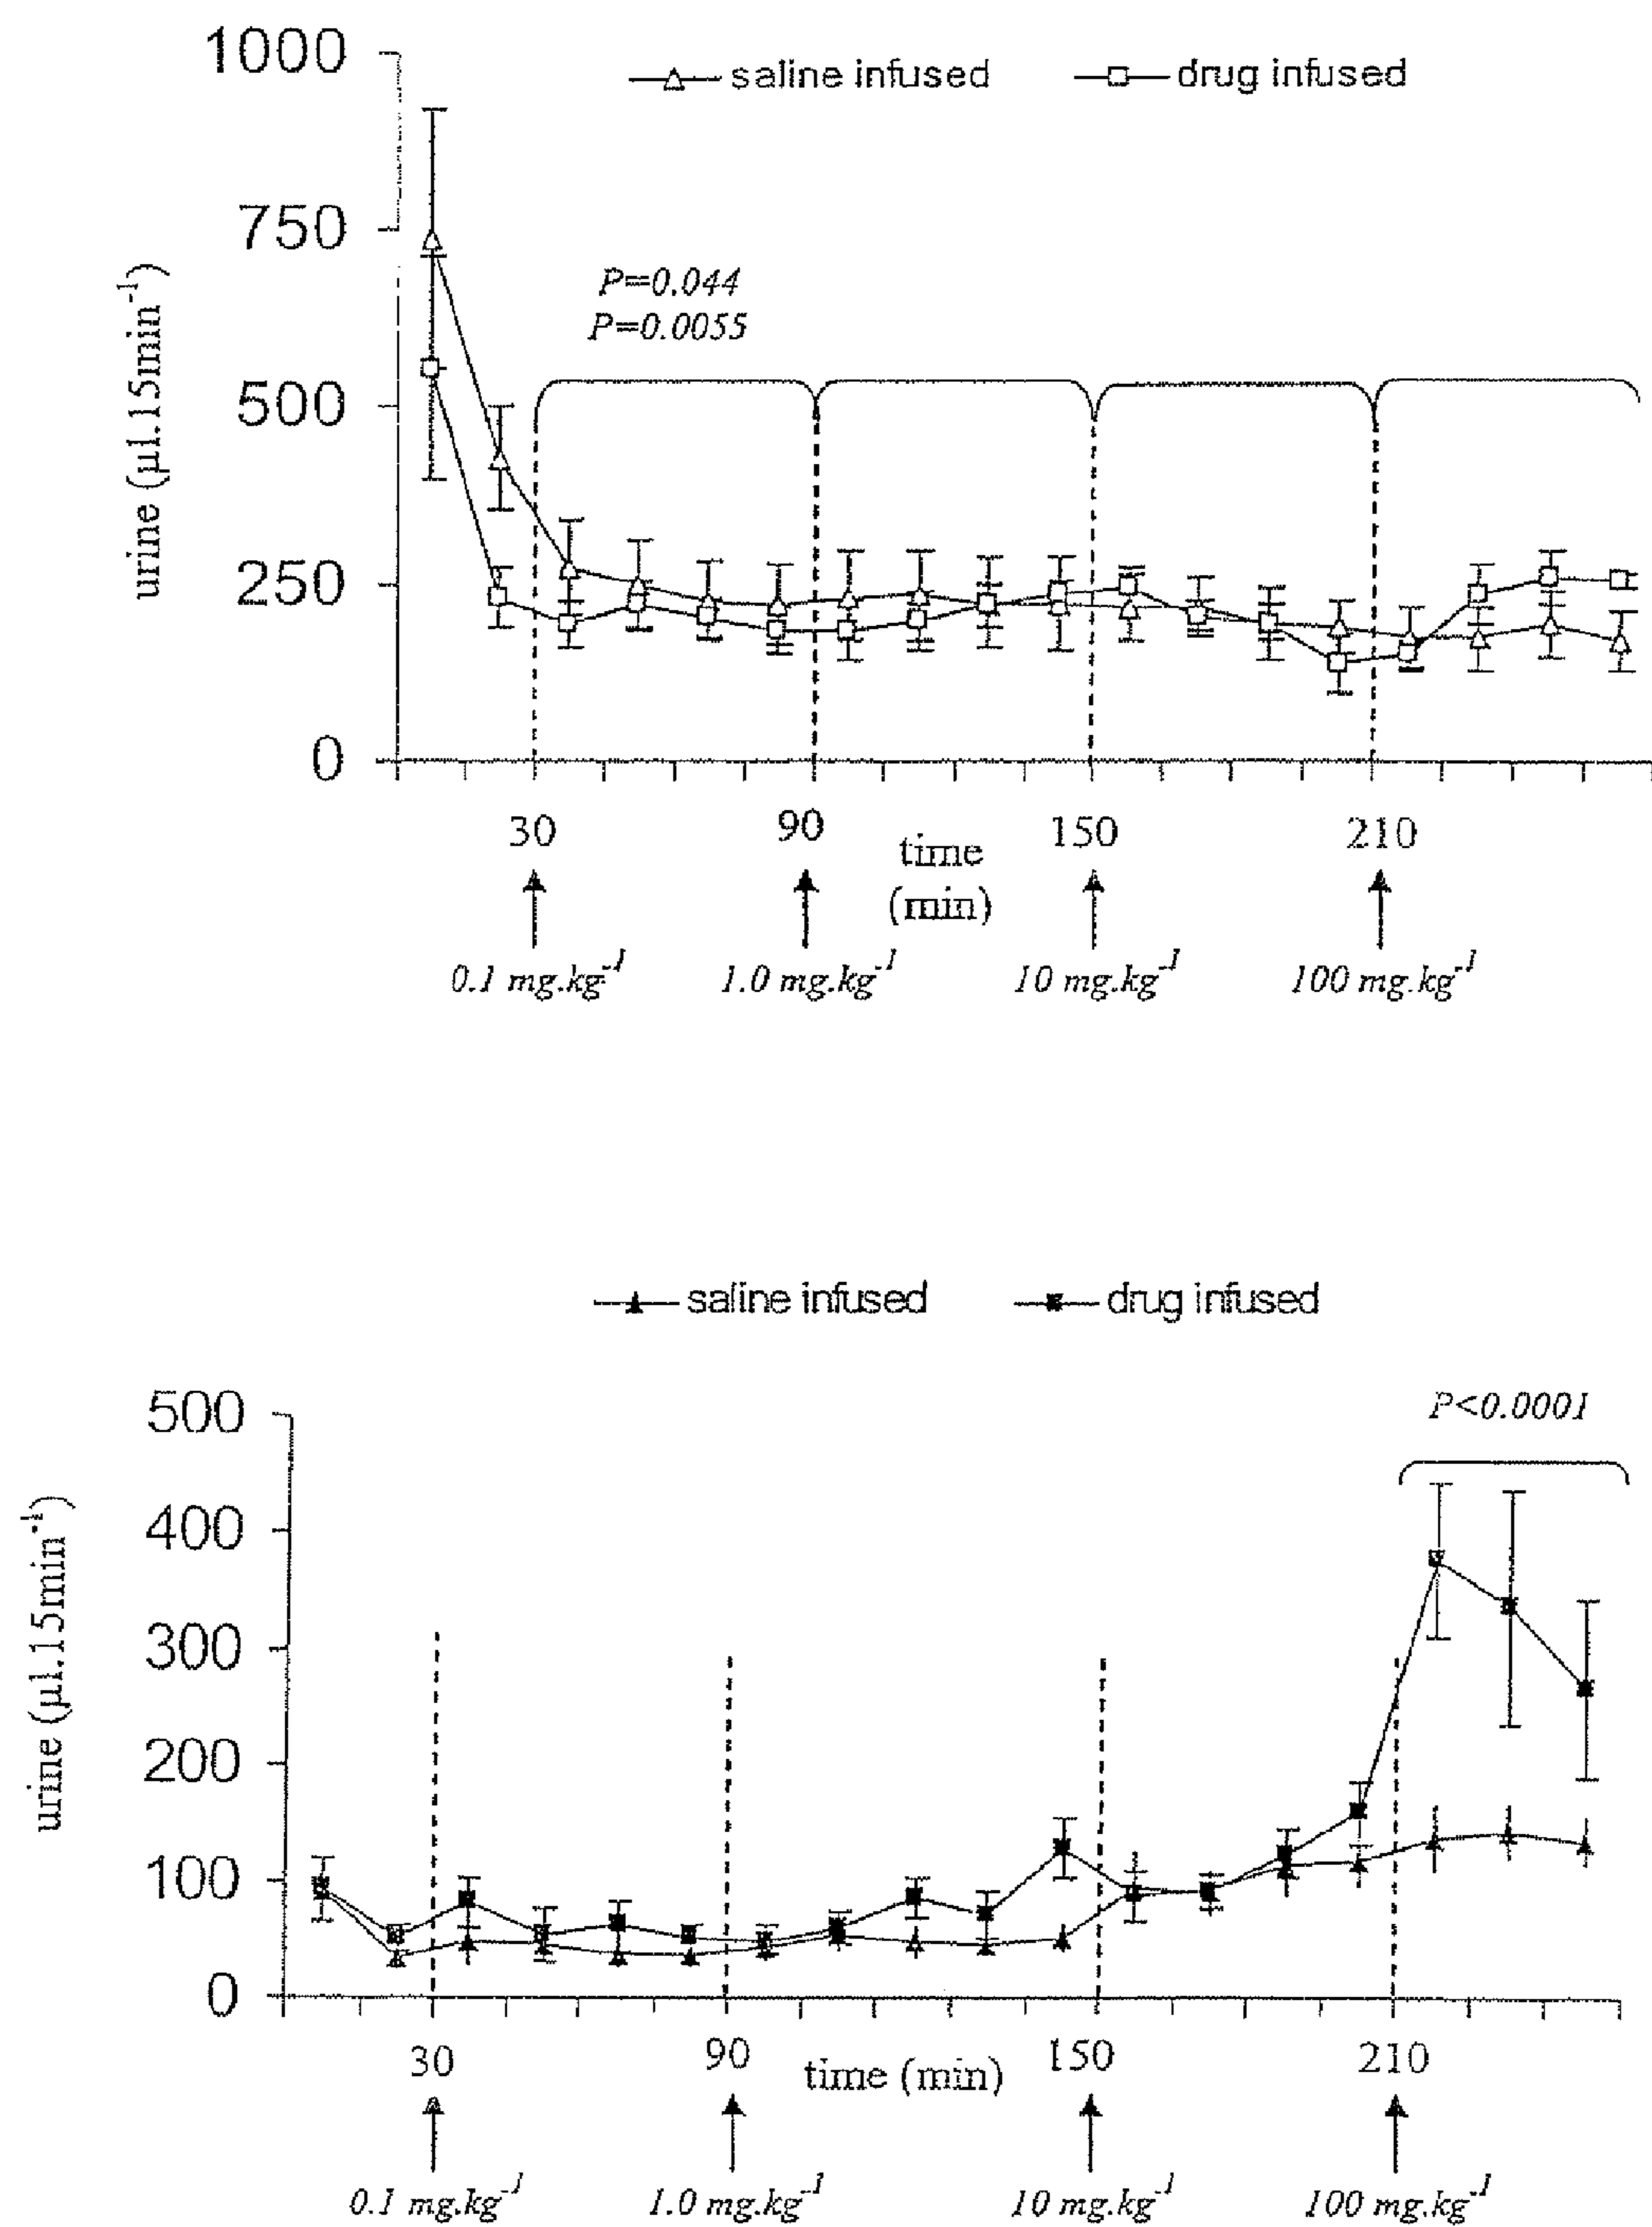 1000
saline infused
drug infused
750
P=0.044
P=0.0055
500
250
0
urine (µl.15min⁻¹)
30
90
150
210
time
(min)
0.1 mg.kg⁻¹
1.0 mg.kg⁻¹
10 mg.kg⁻¹
100 mg.kg⁻¹
saline infused
drug infused
500
P<0.0001
400
300
200
100
0
urine (µl.15min⁻¹)
30
90
time (min)
150
210
0.1 mg.kg⁻¹
1.0 mg.kg⁻¹
10 mg.kg⁻¹
100 mg.kg⁻¹